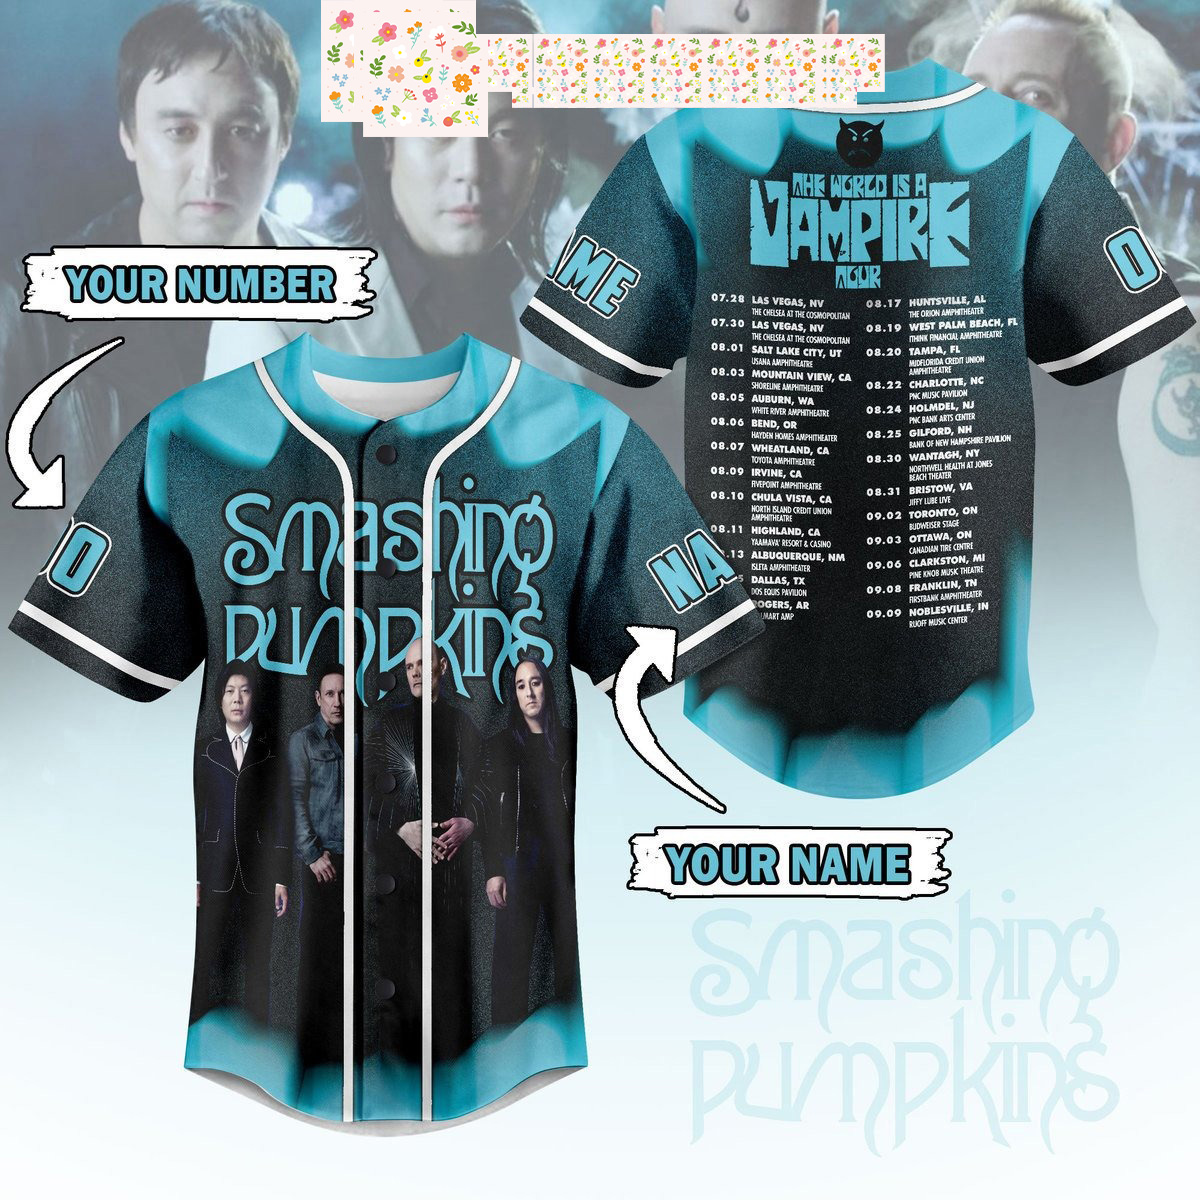 YOUR NUMBER
THE WORLD IS A
VAMPIRE
TOUR
AME
07.28 LAS VEGAS, NV
THE CHELSEA AT THE COSMOPOLITAN
07.30 LAS VEGAS, NV
THE CHELSEA AT THE COSMOPOLITAN
08.01 SALT LAKE CITY, UT
USANA AMPHITHEATRE
08.03 MOUNTAIN VIEW, CA
SHORELINE AMPHITHEATRE
08.05 AUBURN, WA
WHITE RIVER AMPHITHEATRE
08.06 BEND, OR
HAYDEN HOMES AMPHITHEATER
08.07 WHEATLAND, CA
TOYOTA AMPHITHEATRE
08.09 IRVINE, CA
FIVEPOINT AMPHITHEATRE
08.10 CHULA VISTA, CA
NORTH ISLAND CREDIT UNION
AMPHITHEATRE
08.11 HIGHLAND, CA
YAAMAVA' RESORT & CASINO
.13 ALBUQUERQUE, NM
ISLETA AMPHITHEATER
5 DALLAS, TX
DOS EQUIS PAVILION
ROGERS, AR
LMART AMP
08.17 HUNTSVILLE, AL
THE ORION AMPHITHEATER
08.19 WEST PALM BEACH, FL
ITHINK FINANCIAL AMPHITHEATRE
08.20 TAMPA, FL
MIDFLORIDA CREDIT UNION
AMPHITHEATRE
08.22 CHARLOTTE, NC
PNC MUSIC PAVILION
08.24 HOLMDEL, NJ
PNC BANK ARTS CENTER
08.25 GILFORD, NH
BANK OF NEW HAMPSHIRE PAVILION
08.30 WANTAGH, NY
NORTHWELL HEALTH AT JONES
BEACH THEATER
08.31 BRISTOW, VA
JIFFY LUBE LIVE
09.02 TORONTO, ON
BUDWEISER STAGE
09.03 OTTAWA, ON
CANADIAN TIRE CENTRE
09.06 CLARKSTON, MI
PINE KNOB MUSIC THEATRE
09.08 FRANKLIN, TN
FIRSTBANK AMPHITHEATER
09.09 NOBLESVILLE, IN
RUOFF MUSIC CENTER
00
NA
Smashing
pumpkins
YOUR NAME
Smashing
pumpkins